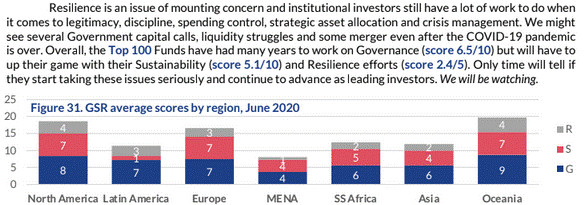 Resilience is an issue of mounting concern and institutional investors still have a lot of work to do when
it comes to legitimacy, discipline, spending control, strategic asset allocation and crisis management. We might
see several Government capital calls, liquidity struggles and some merger even after the COVID-19 pandemic
is over. Overall, the Top 100 Funds have had many years to work on Governance (score 6.5/10) but will have to
up their game with their Sustainability (score 5.1/10) and Resilience efforts (score 2.4/5). Only time will tell if
they start taking these issues seriously and continue to advance as leading investors. We will be watching.
Figure 31. GSR average scores by region, June 2020
25
20
15
10
5
0
4 3 3 1 2 2 4
7 1 7 4 5 4 7
8 7 7 4 6 6 9
North America Latin America Europe MENA SS Africa Asia Oceania
R
S
G